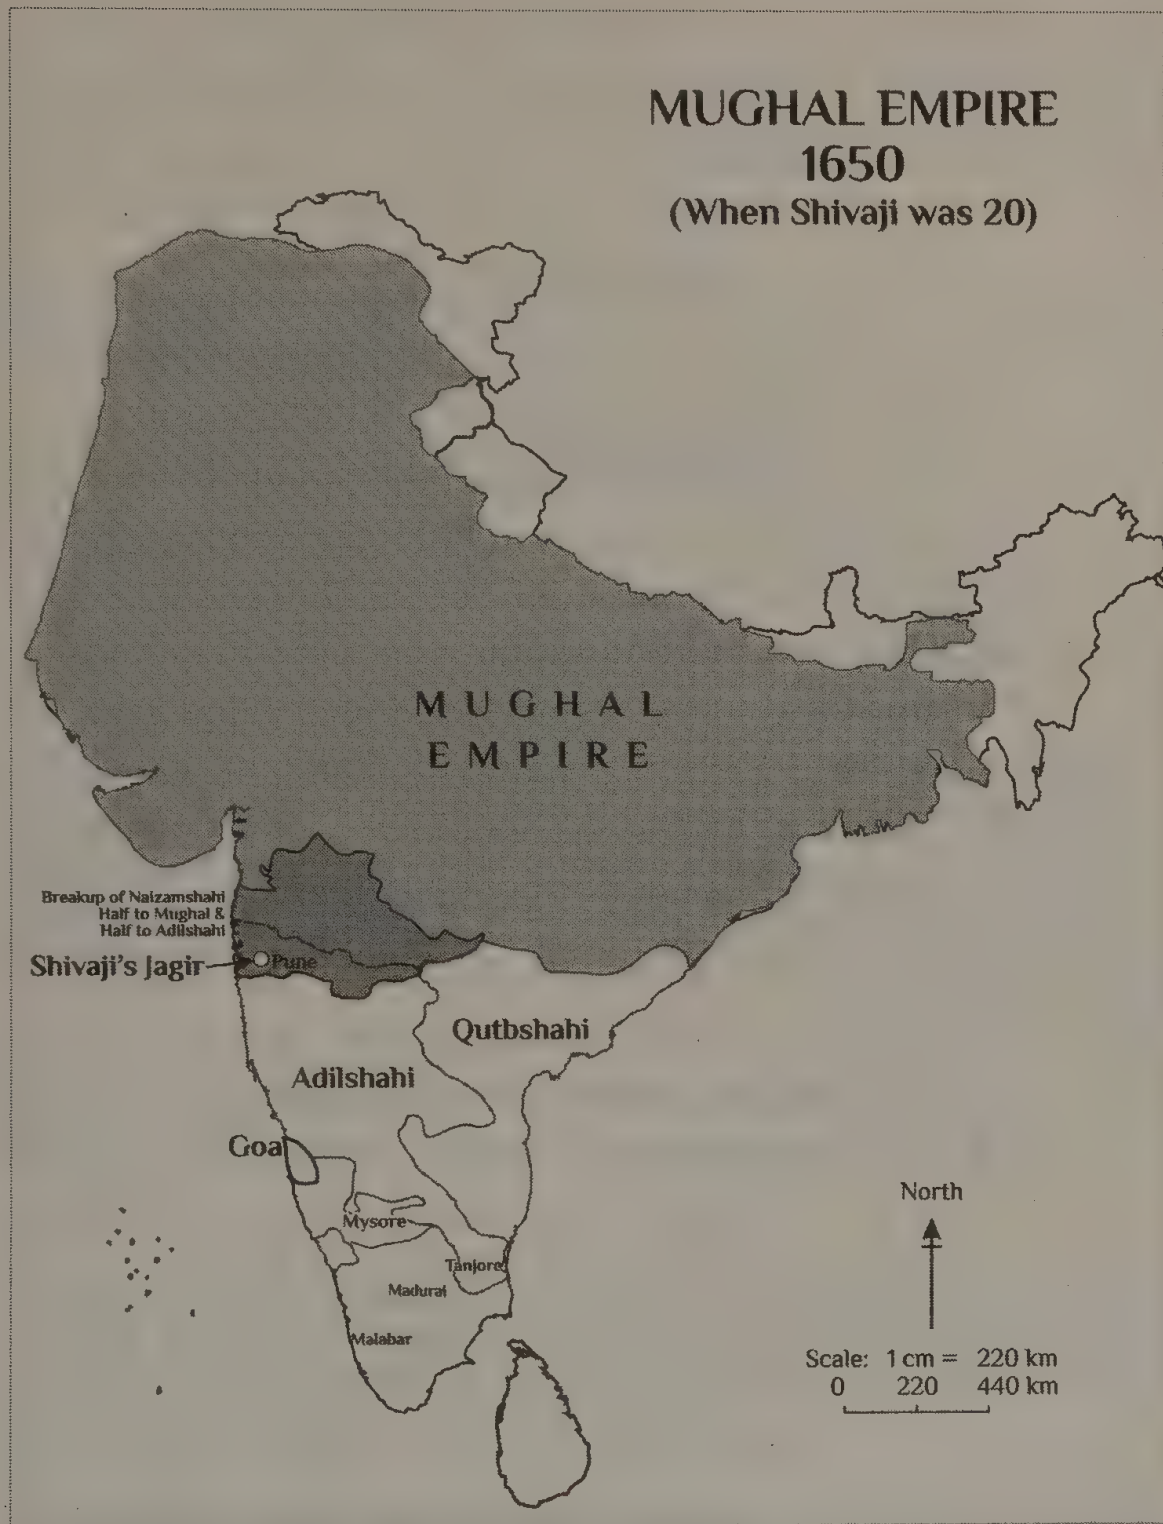 MUGHAL EMPIRE
1650
(When Shivaji was 20)
MUGHAL
EMPIRE
Breakup of Naizamshahi
Half to Mughal &
Half to Adilshahi
Shivaji's Jagir
Pune
Qutbshahi
Adilshahi
Goa
North
Mysore
Tanjore
Madurai
Malabar
Scale: 1 cm = 220 km
0 220 440 km